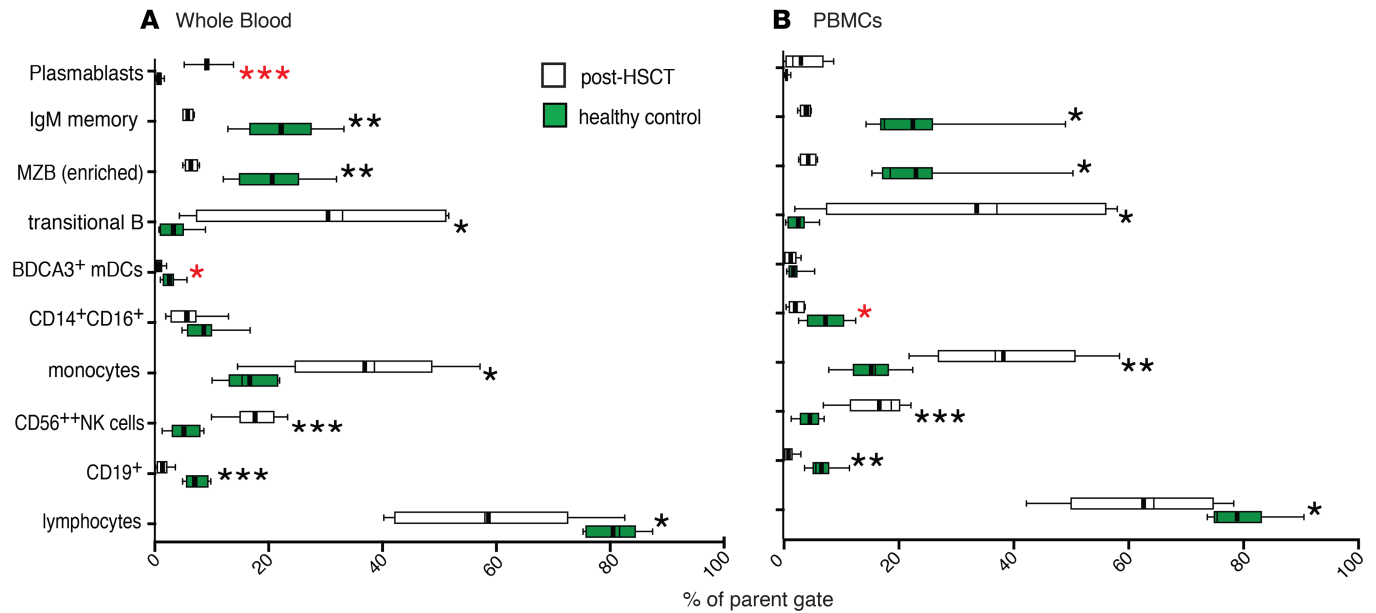 A Whole Blood
B PBMCs
post-HSCT
healthy control
Plasmablasts
***
IgM memory
**
*
MZB (enriched)
**
*
transitional B
*
*
BDCA3⁺ mDCs
*
CD14⁺CD16⁺
*
monocytes
*
**
CD56⁺⁺NK cells
***
***
CD19⁺
***
**
lymphocytes
*
*
0 20 40 60 80 100
0 20 40 60 80 100
% of parent gate